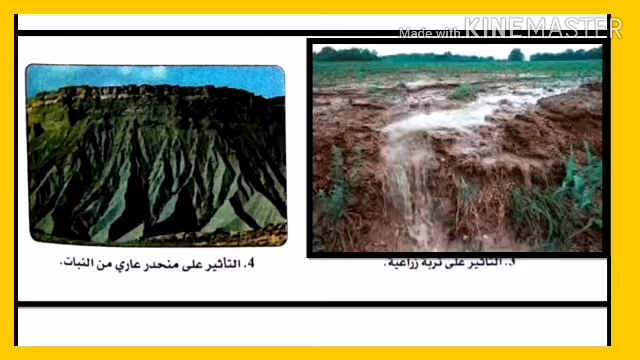 Made with KINEMASTER
3. التأثير على تربة زراعية.
4. التأثير على منحدر عاري من النبات.